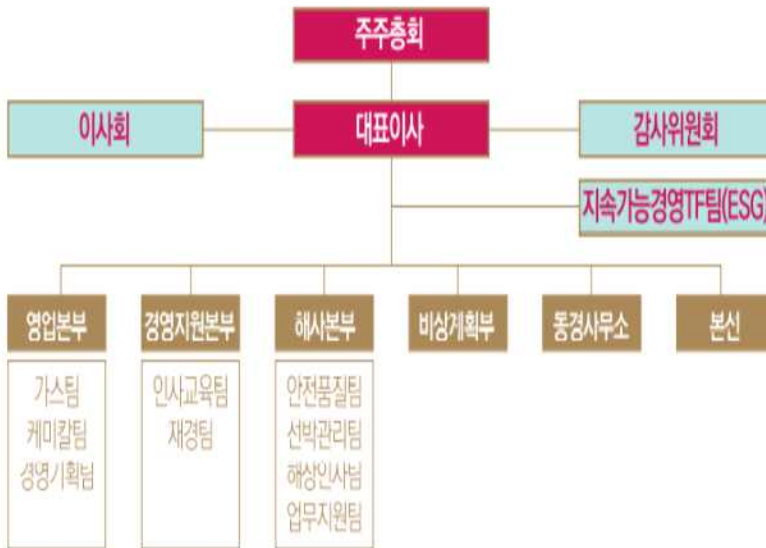 주주총회
이사회
대표이사
감사위원회
지속가능경영TF팀(ESG)
영업본부
경영지원본부
해사본부
비상계획부
동경사무소
본선
가스팀
케미칼팀
경영기획팀
인사교육팀
재경팀
안전품질팀
선박관리팀
해상인사팀
업무지원팀